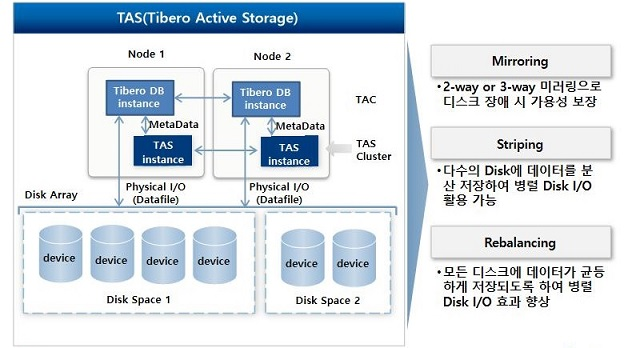 TAS(Tibero Active Storage)
Node 1
Node 2
Tibero DB
instance
Tibero DB
instance
TAC
MetaData
MetaData
TAS
instance
TAS
instance
TAS
Cluster
Physical I/O
(Datafile)
Physical I/O
(Datafile)
Disk Array
device
device
device
device
device
device
Disk Space 1
Disk Space 2
Mirroring
•2-way or 3-way 미러링으로
디스크 장애 시 가용성 보장
Striping
•다수의 Disk에 데이터를 분
산 저장하여 병렬 Disk I/O
활용 가능
Rebalancing
•모든 디스크에 데이터가 균등
하게 저장되도록 하여 병렬
Disk I/O 효과 향상